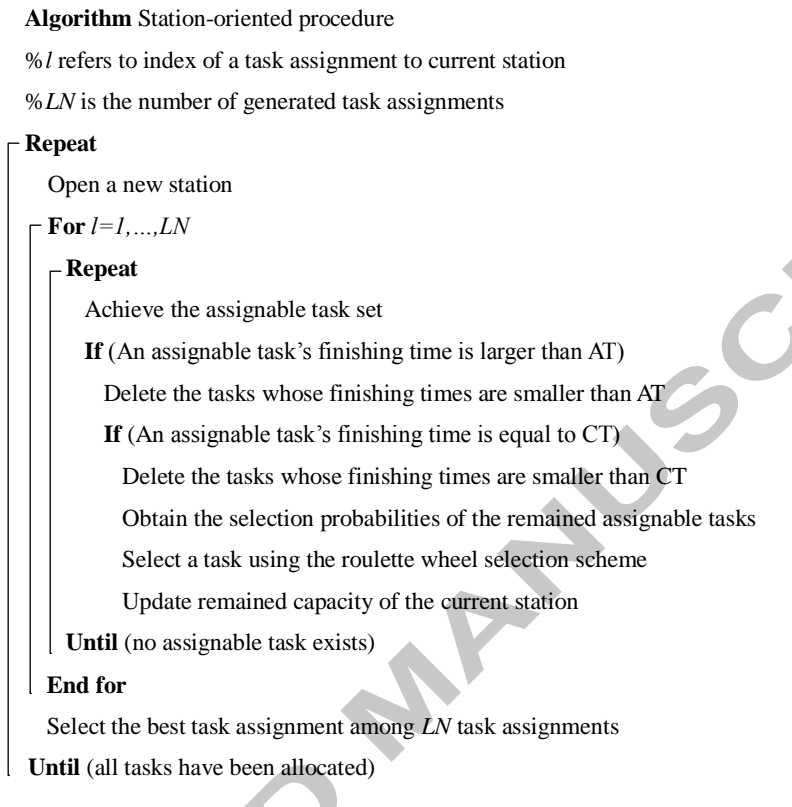 Algorithm Station-oriented procedure
%l refers to index of a task assignment to current station
%LN is the number of generated task assignments
Repeat
Open a new station
For l=1,...,LN
Repeat
Achieve the assignable task set
If (An assignable task's finishing time is larger than AT)
Delete the tasks whose finishing times are smaller than AT
If (An assignable task's finishing time is equal to CT)
Delete the tasks whose finishing times are smaller than CT
Obtain the selection probabilities of the remained assignable tasks
Select a task using the roulette wheel selection scheme
Update remained capacity of the current station
Until (no assignable task exists)
End for
Select the best task assignment among LN task assignments
Until (all tasks have been allocated)
D MANUSC